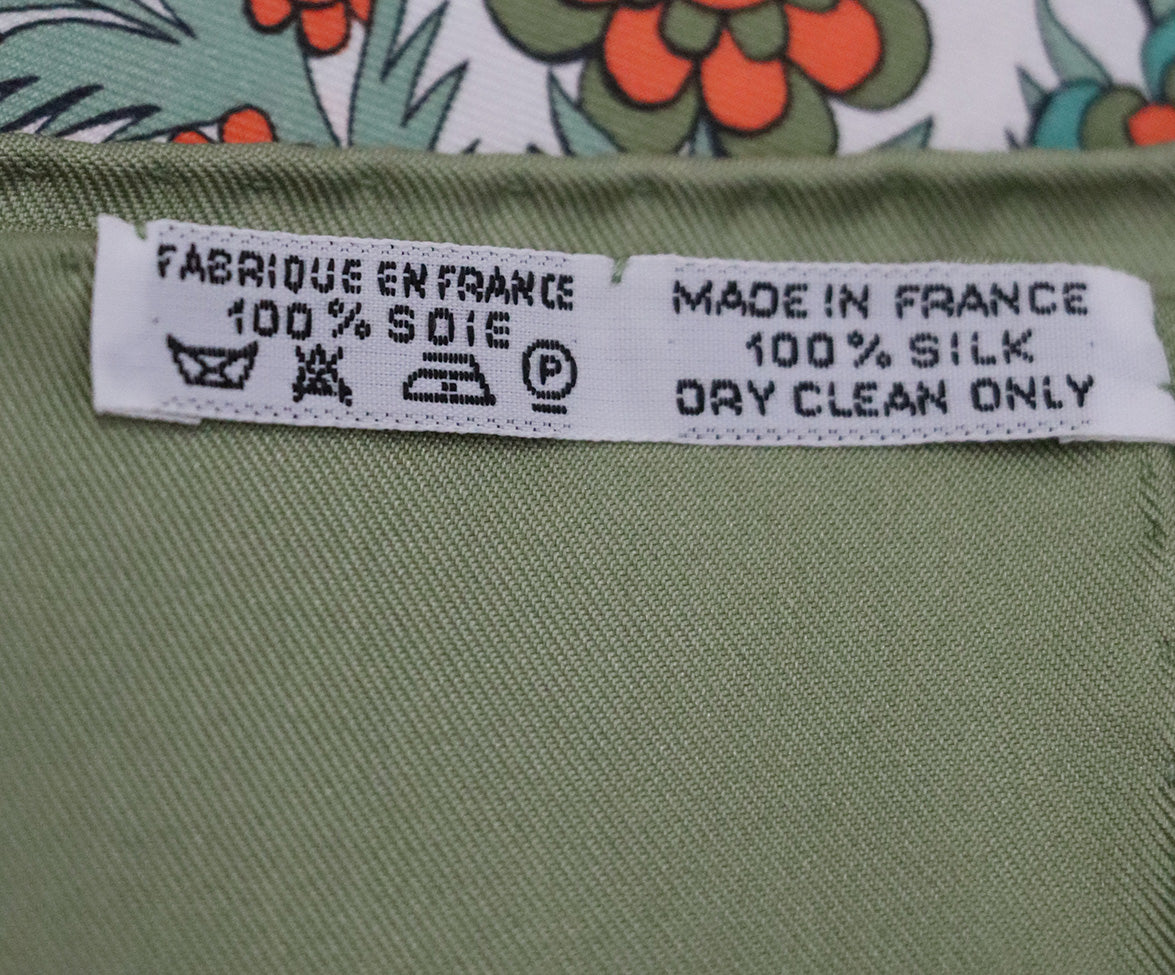 FABRIQUE EN FRANCE
100% SOIE
P
MADE IN FRANCE
100% SILK
DRY CLEAN ONLY